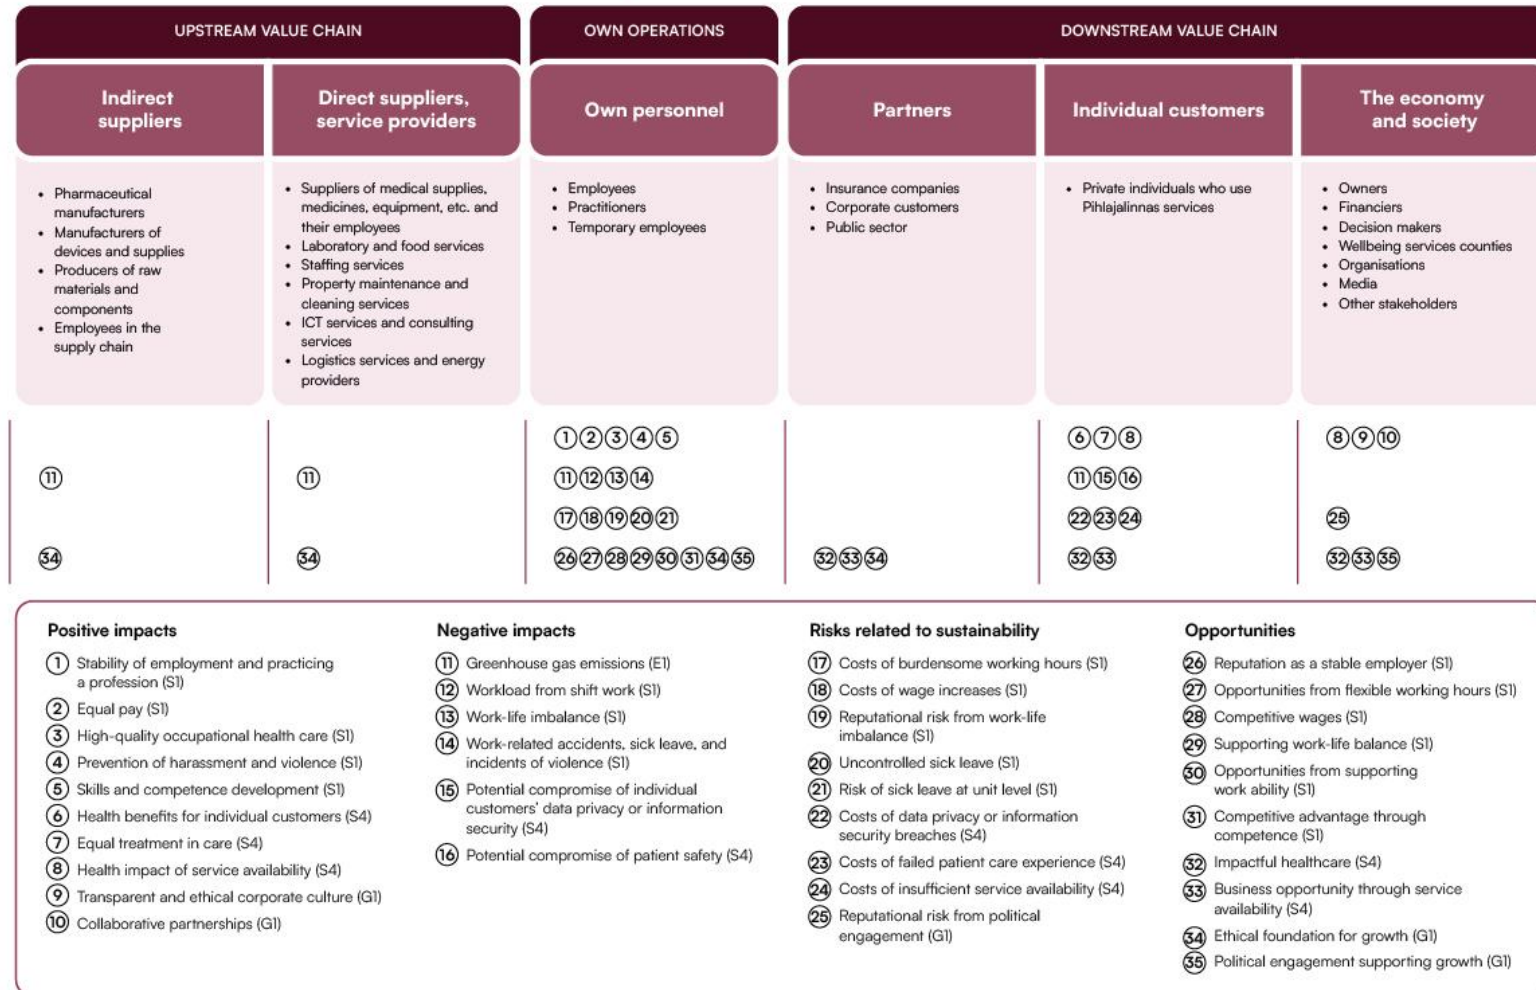 UPSTREAM VALUE CHAIN
OWN OPERATIONS
DOWNSTREAM VALUE CHAIN
Indirect
suppliers
Direct suppliers,
service providers
Own personnel
Partners
Individual customers
The economy
and society
• Pharmaceutical
manufacturers
• Manufacturers of
devices and supplies
• Producers of raw
materials and
components
• Employees in the
supply chain
• Suppliers of medical supplies,
medicines, equipment, etc. and
their employees
• Laboratory and food services
• Staffing services
• Property maintenance and
cleaning services
• ICT services and consulting
services
• Logistics services and energy
providers
• Employees
• Practitioners
• Temporary employees
• Insurance companies
• Corporate customers
• Public sector
• Private individuals who use
Pihlajalinnas services
• Owners
• Financiers
• Decision makers
• Wellbeing services counties
• Organisations
• Media
• Other stakeholders
1 2 3 4 5
6 7 8
8 9 10
11
11
11 12 13 14
11 15 16
17 18 19 20 21
22 23 24
25
34
34
26 27 28 29 30 31 34 35
32 33 34
32 33
32 33 35
Positive impacts
1 Stability of employment and practicing
a profession (S1)
2 Equal pay (S1)
3 High-quality occupational health care (S1)
4 Prevention of harassment and violence (S1)
5 Skills and competence development (S1)
6 Health benefits for individual customers (S4)
7 Equal treatment in care (S4)
8 Health impact of service availability (S4)
9 Transparent and ethical corporate culture (G1)
10 Collaborative partnerships (G1)
Negative impacts
11 Greenhouse gas emissions (E1)
12 Workload from shift work (S1)
13 Work-life imbalance (S1)
14 Work-related accidents, sick leave, and
incidents of violence (S1)
15 Potential compromise of individual
customers' data privacy or information
security (S4)
16 Potential compromise of patient safety (S4)
Risks related to sustainability
17 Costs of burdensome working hours (S1)
18 Costs of wage increases (S1)
19 Reputational risk from work-life
imbalance (S1)
20 Uncontrolled sick leave (S1)
21 Risk of sick leave at unit level (S1)
22 Costs of data privacy or information
security breaches (S4)
23 Costs of failed patient care experience (S4)
24 Costs of insufficient service availability (S4)
25 Reputational risk from political
engagement (G1)
Opportunities
26 Reputation as a stable employer (S1)
27 Opportunities from flexible working hours (S1)
28 Competitive wages (S1)
29 Supporting work-life balance (S1)
30 Opportunities from supporting
work ability (S1)
31 Competitive advantage through
competence (S1)
32 Impactful healthcare (S4)
33 Business opportunity through service
availability (S4)
34 Ethical foundation for growth (G1)
35 Political engagement supporting growth (G1)